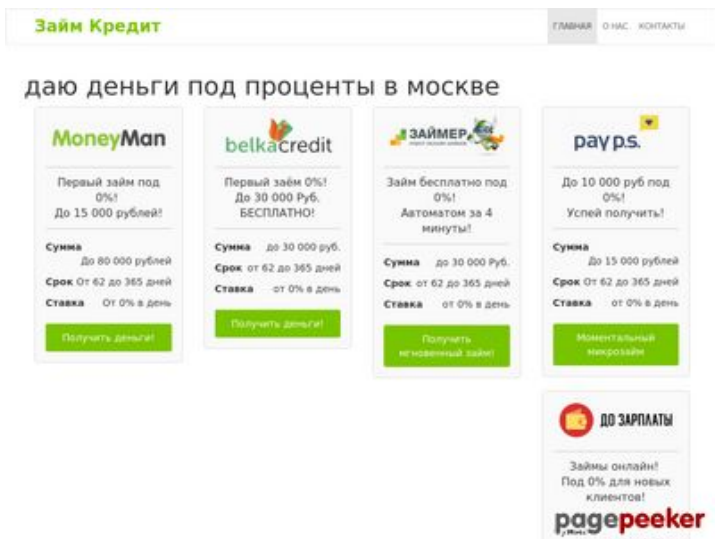 Займ Кредит
ГЛАВНАЯ О НАС КОНТАКТЫ
даю деньги под проценты в москве
MoneyMan
Первый займ под
0%!
До 15 000 рублей!
Сумма
До 80 000 рублей
Срок От 62 до 365 дней
Ставка От 0% в день
Получить деньги!
belkacredit
Первый заём 0%!
До 30 000 Руб.
БЕСПЛАТНО!
Сумма до 30 000 руб.
Срок от 62 до 365 дней
Ставка от 0% в день
Получить деньги!
ЗАЙМЕР
Займ бесплатно под
0%!
Автоматом за 4
минуты!
Сумма до 30 000 Руб.
Срок от 62 до 365 дней
Ставка от 0% в день
Получить
мгновенный займ!
pay p.s.
До 10 000 руб под
0%!
Успей получить!
Сумма
До 15 000 рублей
Срок От 62 до 365 дней
Ставка от 0% в день
Моментальный
микрозайм
ДО ЗАРПЛАТЫ
Займы онлайн!
Под 0% для новых
клиентов!
pagepeeker